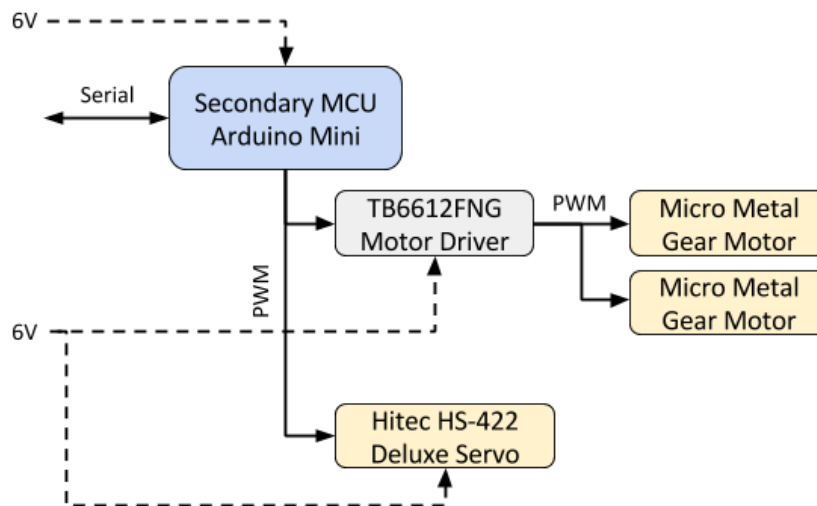 6V
Serial
Secondary MCU
Arduino Mini
TB6612FNG
Motor Driver
PWM
Micro Metal
Gear Motor
Micro Metal
Gear Motor
PWM
6V
Hitec HS-422
Deluxe Servo